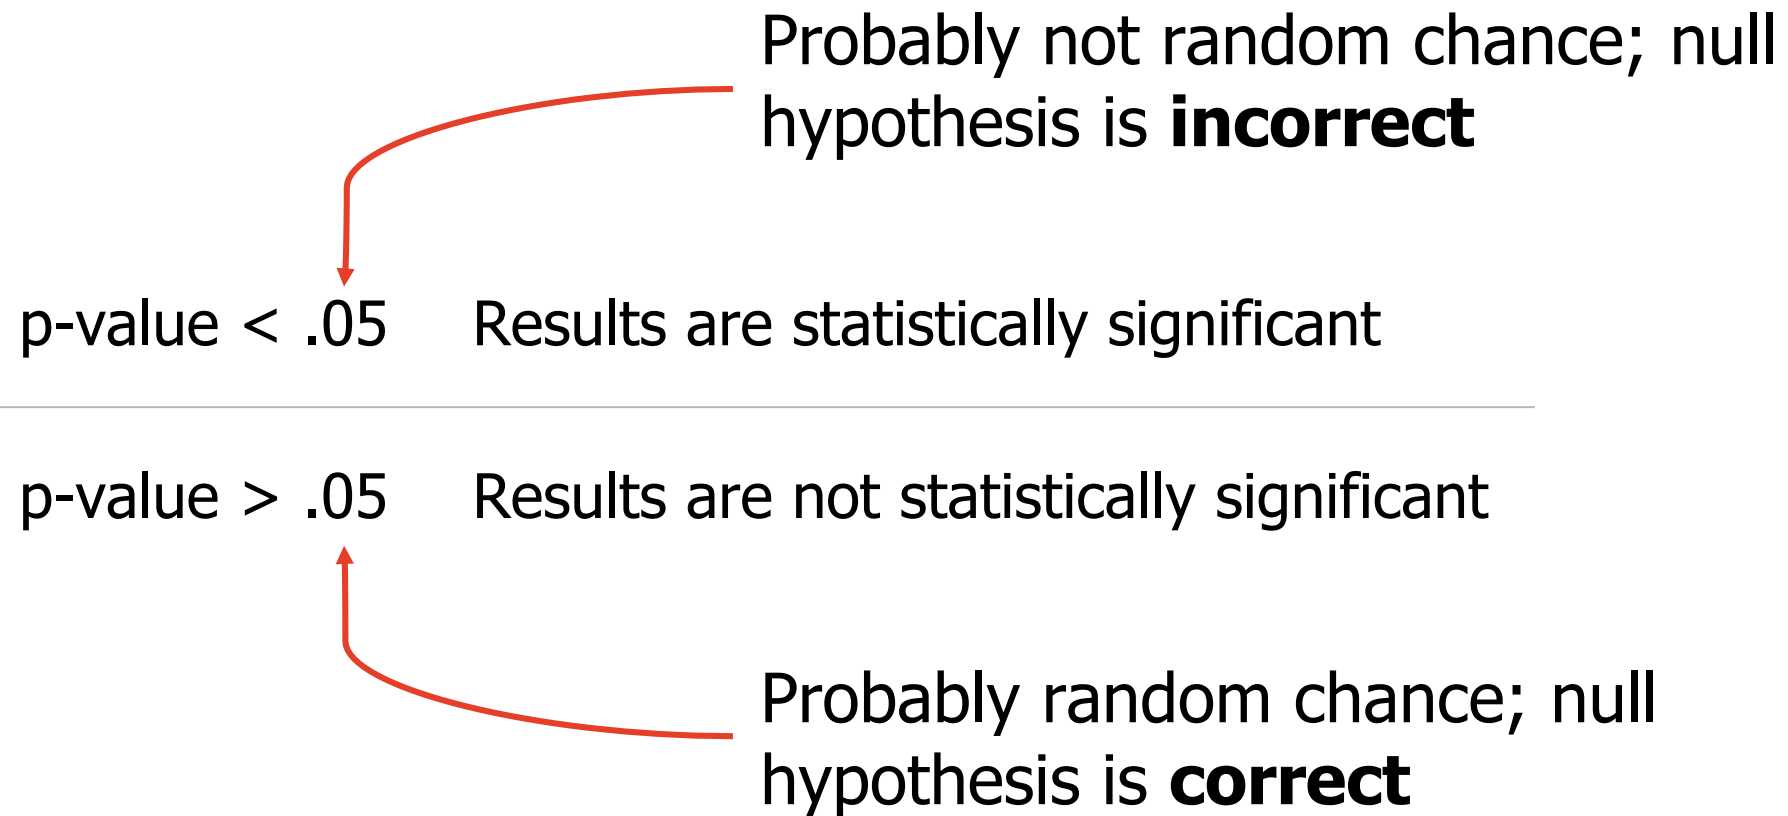 Probably not random chance; null
hypothesis is incorrect
p-value < .05 Results are statistically significant
p-value > .05 Results are not statistically significant
Probably random chance; null
hypothesis is correct